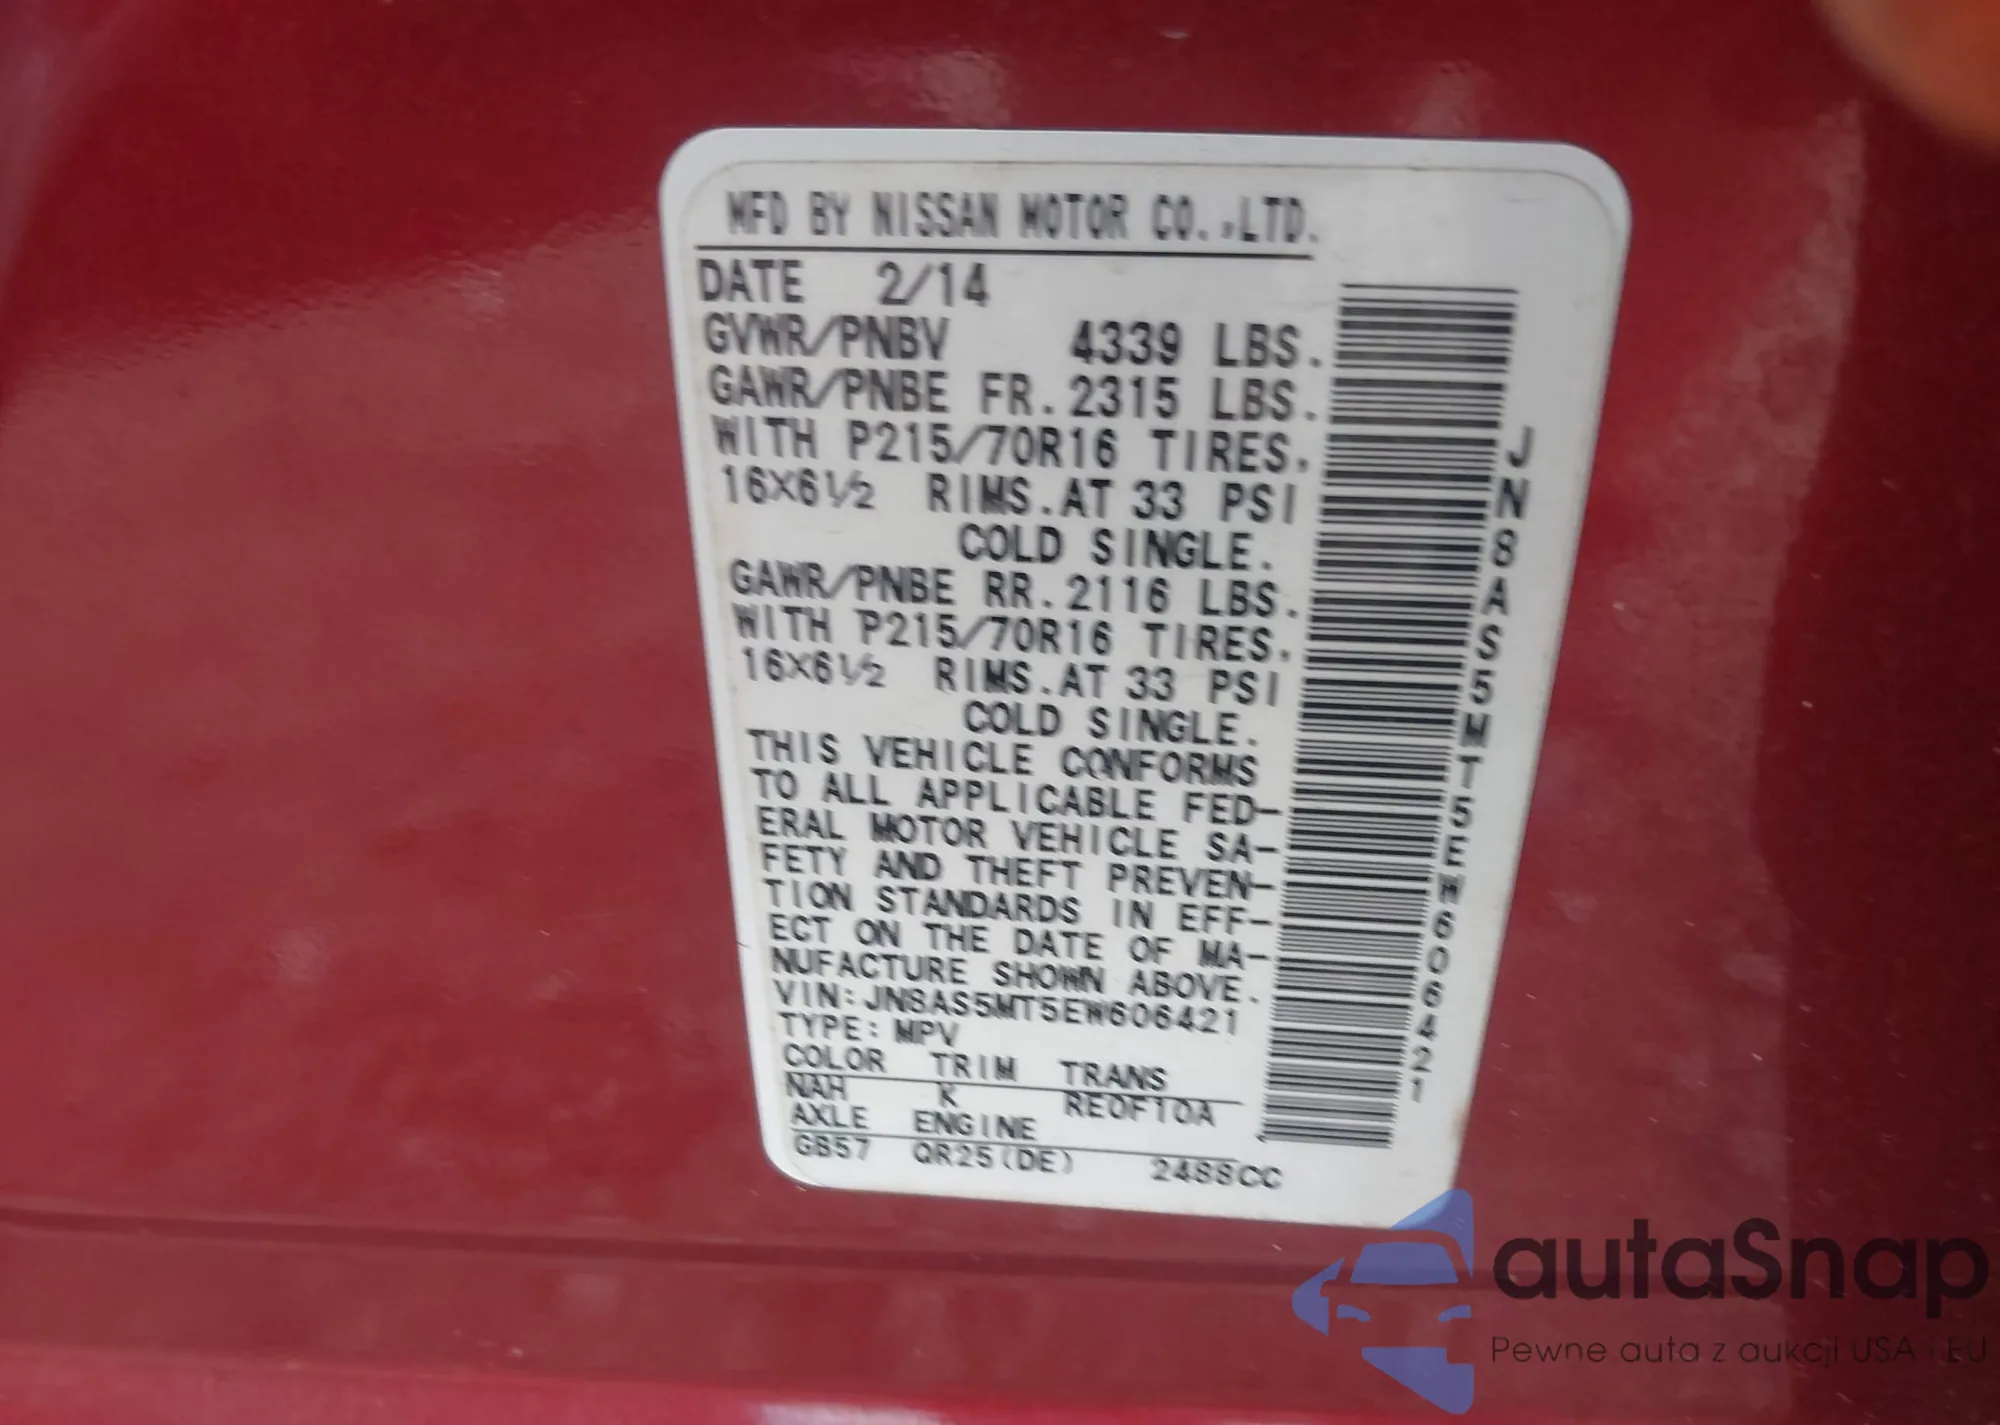 MFD BY NISSAN MOTOR CO.,LTD.
DATE 2/14
GVWR/PNBV 4339 LBS.
GAWR/PNBE FR. 2315 LBS.
WITH P215/70R16 TIRES.
16X6½ RIMS. AT 33 PSI
COLD SINGLE.
GAWR/PNBE RR. 2116 LBS.
WITH P215/70R16 TIRES.
16X6½ RIMS. AT 33 PSI
COLD SINGLE.
THIS VEHICLE CONFORMS
TO ALL APPLICABLE FED-
ERAL MOTOR VEHICLE SA-
FETY AND THEFT PREVEN-
TION STANDARDS IN EFF-
ECT ON THE DATE OF MA-
NUFACTURE SHOWN ABOVE.
VIN: JN8AS5MT5EW606421
TYPE: MPV
COLOR TRIM TRANS
NAH K RE0F10A
AXLE ENGINE
GB57 QR25(DE) 2488CC
JN8AS5MT5EW606421
autaSnap
Pewne auta z aukcji USA i EU